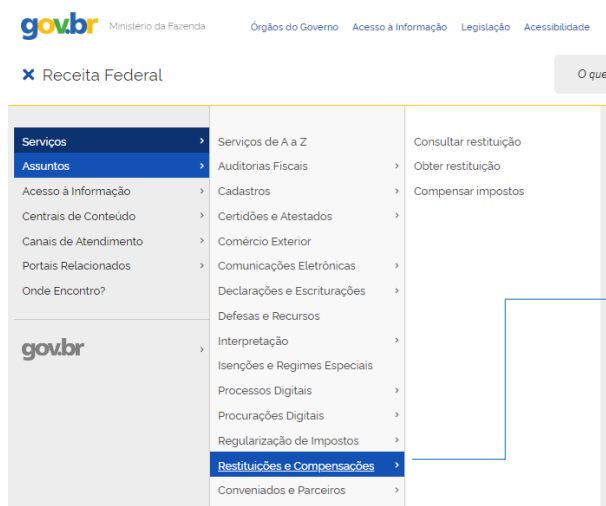 gov.br Ministério da Fazenda Órgãos do Governo Acesso à Informação Legislação Acessibilidade
Receita Federal
O que
Serviços
Assuntos
Acesso à Informação
Centrais de Conteúdo
Canais de Atendimento
Portais Relacionados
Onde Encontro?
gov.br
Serviços de A a Z
Auditorias Fiscais
Cadastros
Certidões e Atestados
Comércio Exterior
Comunicações Eletrônicas
Declarações e Escriturações
Defesas e Recursos
Interpretação
Isenções e Regimes Especiais
Processos Digitais
Procurações Digitais
Regularização de Impostos
Restituições e Compensações
Conveniados e Parceiros
Consultar restituição
Obter restituição
Compensar impostos